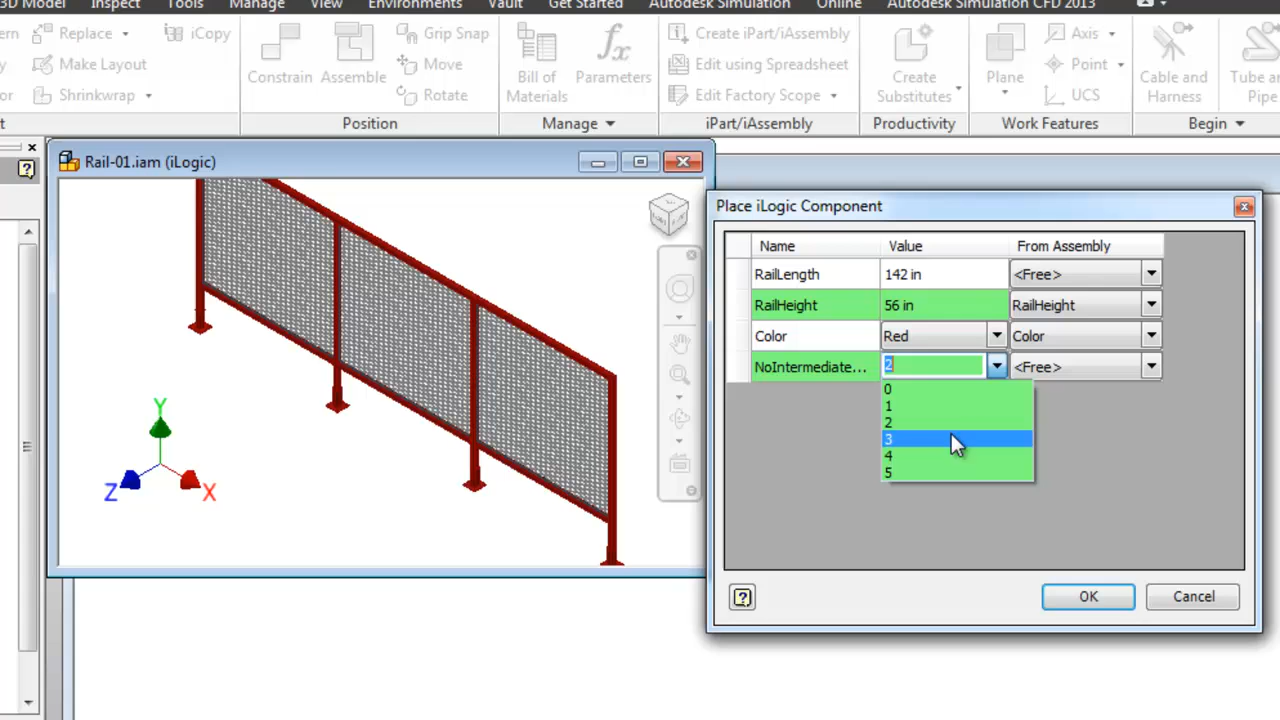 3D Model Inspect Tools Manage View Environments Vault Get Started Autodesk Simulation Online Autodesk Simulation CFD 2013
Replace iCopy Constrain Assemble Grip Snap Bill of Materials Parameters Create iPart/iAssembly Create Substitutes Plane Axis Cable and Harness Tube an
Make Layout Move Edit using Spreadsheet Point Pipe
Shrinkwrap Rotate Edit Factory Scope UCS
Position Manage iPart/iAssembly Productivity Work Features Begin
Rail-01.iam (iLogic)
Place iLogic Component
Name Value From Assembly
RailLength 142 in <Free>
RailHeight 56 in RailHeight
Color Red Color
NoIntermediate... 2 <Free>
0
1
2
3
4
5
Y
Z X
OK Cancel